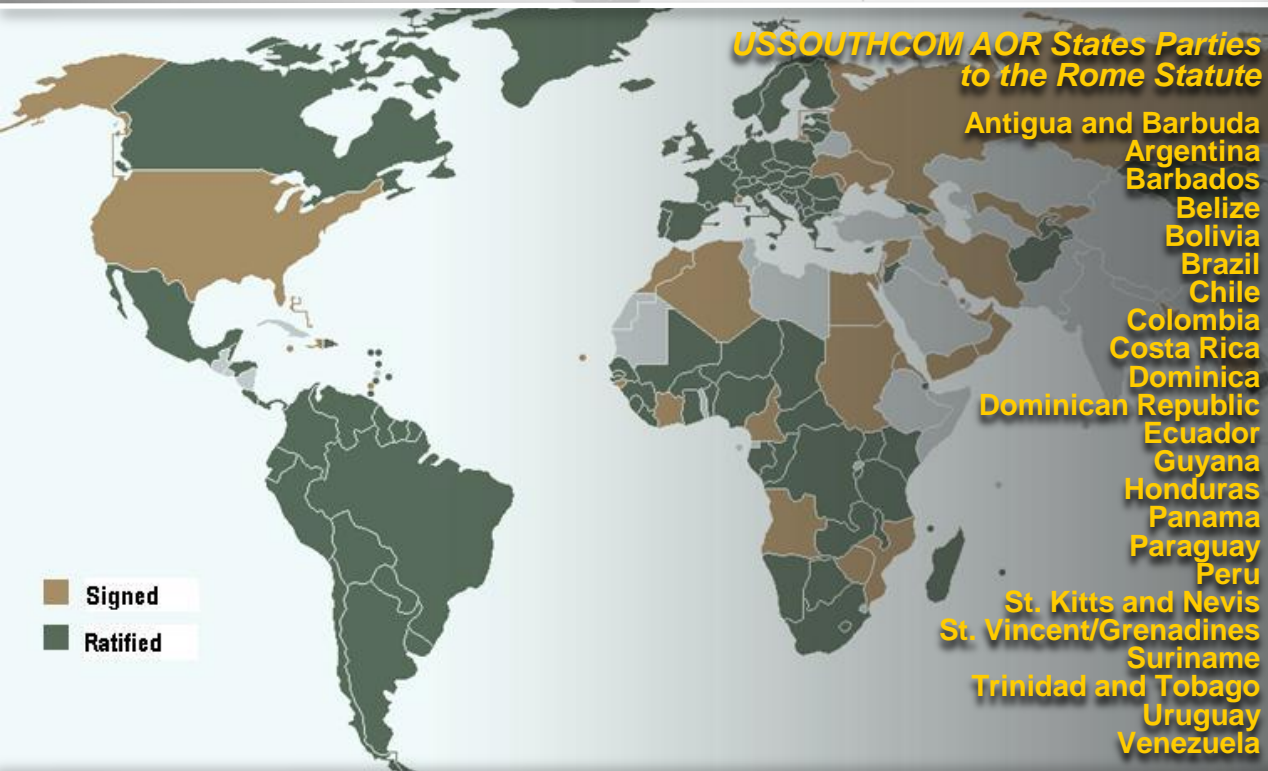 USSOUTHCOM AOR States Parties
to the Rome Statute
Antigua and Barbuda
Argentina
Barbados
Belize
Bolivia
Brazil
Chile
Colombia
Costa Rica
Dominica
Dominican Republic
Ecuador
Guyana
Honduras
Panama
Paraguay
Peru
St. Kitts and Nevis
St. Vincent/Grenadines
Suriname
Trinidad and Tobago
Uruguay
Venezuela
Signed
Ratified